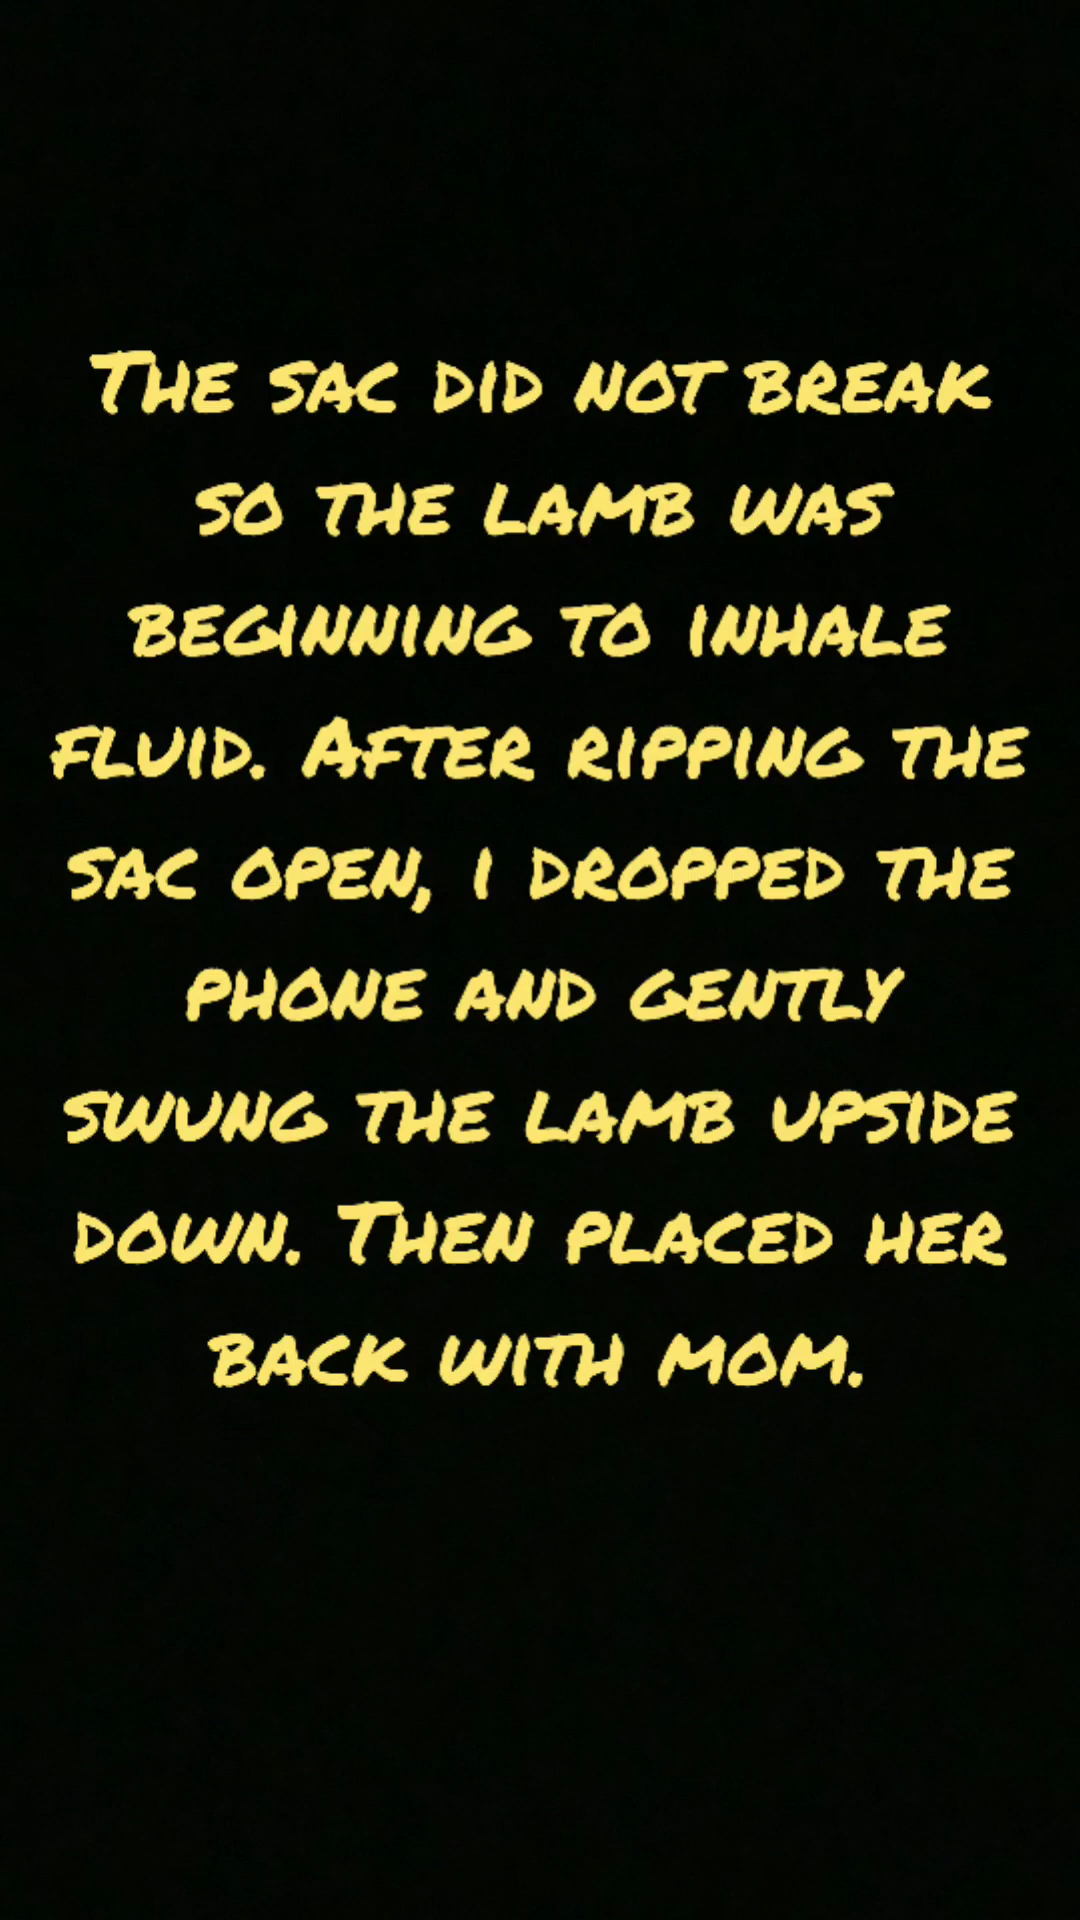 The sac did not break
so the lamb was
beginning to inhale
fluid. After ripping the
sac open, i dropped the
phone and gently
swung the lamb upside
down. Then placed her
back with mom.